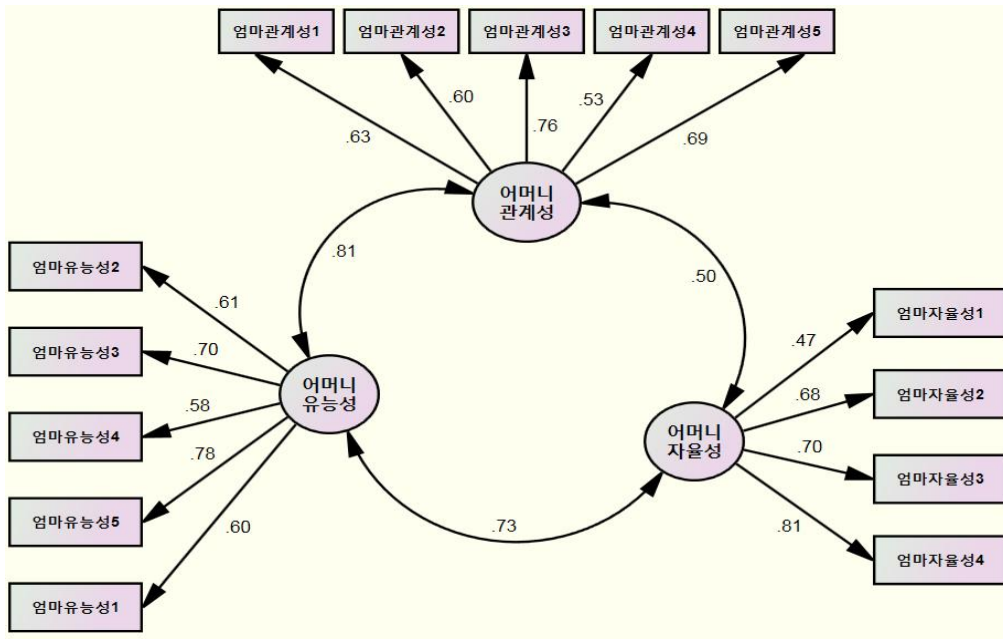 엄마관계성1
엄마관계성2
엄마관계성3
엄마관계성4
엄마관계성5
.63
.60
.76
.53
.69
어머니
관계성
.81
.50
엄마유능성2
엄마유능성3
엄마유능성4
엄마유능성5
엄마유능성1
.61
.70
.58
.78
.60
어머니
유능성
.73
어머니
자율성
.47
.68
.70
.81
엄마자율성1
엄마자율성2
엄마자율성3
엄마자율성4